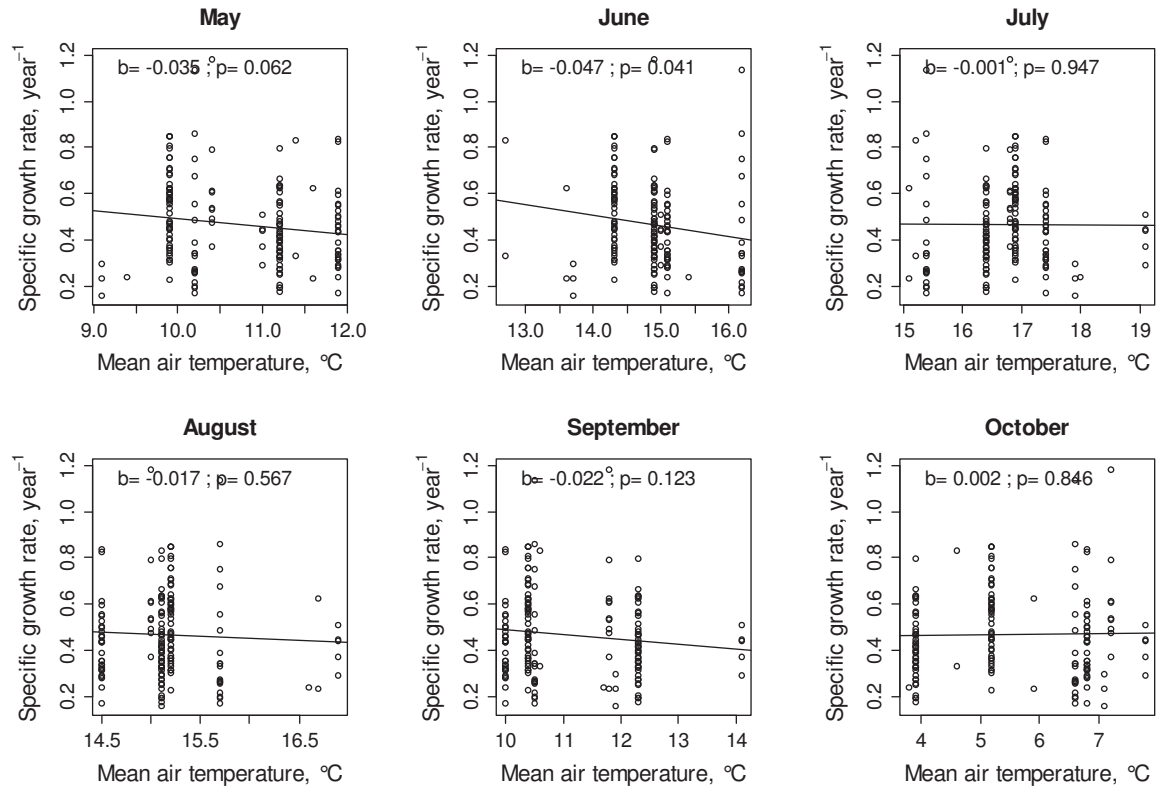 May
b= -0.035 ; p= 0.062
Specific growth rate, year⁻¹
0.2 0.4 0.6 0.8 1.0 1.2
9.0 10.0 11.0 12.0
Mean air temperature, °C
June
b= -0.047 ; p= 0.041
Specific growth rate, year⁻¹
0.2 0.4 0.6 0.8 1.0 1.2
13.0 14.0 15.0 16.0
Mean air temperature, °C
July
b= -0.001 ; p= 0.947
Specific growth rate, year⁻¹
0.2 0.4 0.6 0.8 1.0 1.2
15 16 17 18 19
Mean air temperature, °C
August
b= -0.017 ; p= 0.567
Specific growth rate, year⁻¹
0.2 0.4 0.6 0.8 1.0 1.2
14.5 15.5 16.5
Mean air temperature, °C
September
b= -0.022 ; p= 0.123
Specific growth rate, year⁻¹
0.2 0.4 0.6 0.8 1.0 1.2
10 11 12 13 14
Mean air temperature, °C
October
b= 0.002 ; p= 0.846
Specific growth rate, year⁻¹
0.2 0.4 0.6 0.8 1.0 1.2
4 5 6 7
Mean air temperature, °C